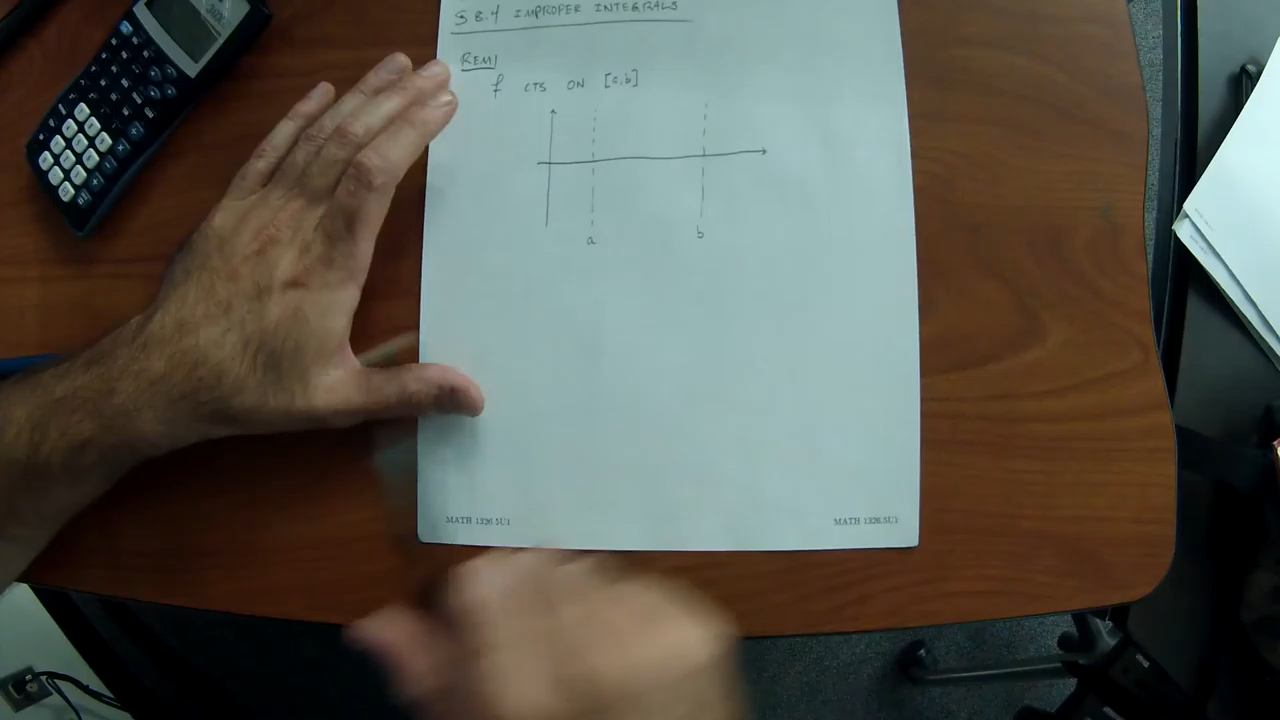 § 8.4 IMPROPER INTEGRALS
REM
f CTS ON [a,b]
a b
MATH 1326.5U1 MATH 1326.5U1